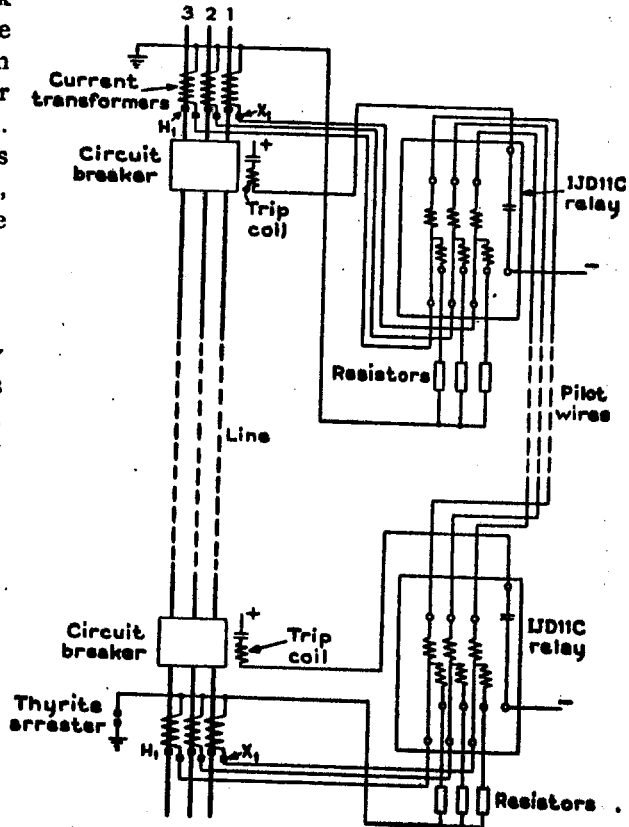 3 2 1
Current
transformers
H1
X1
Circuit
breaker
+
Trip
coil
IJD11C
relay
−
Resistors
Pilot
wires
Line
Circuit
breaker
+
Trip
coil
IJD11C
relay
−
Thyrite
arrester
H1
X1
Resistors